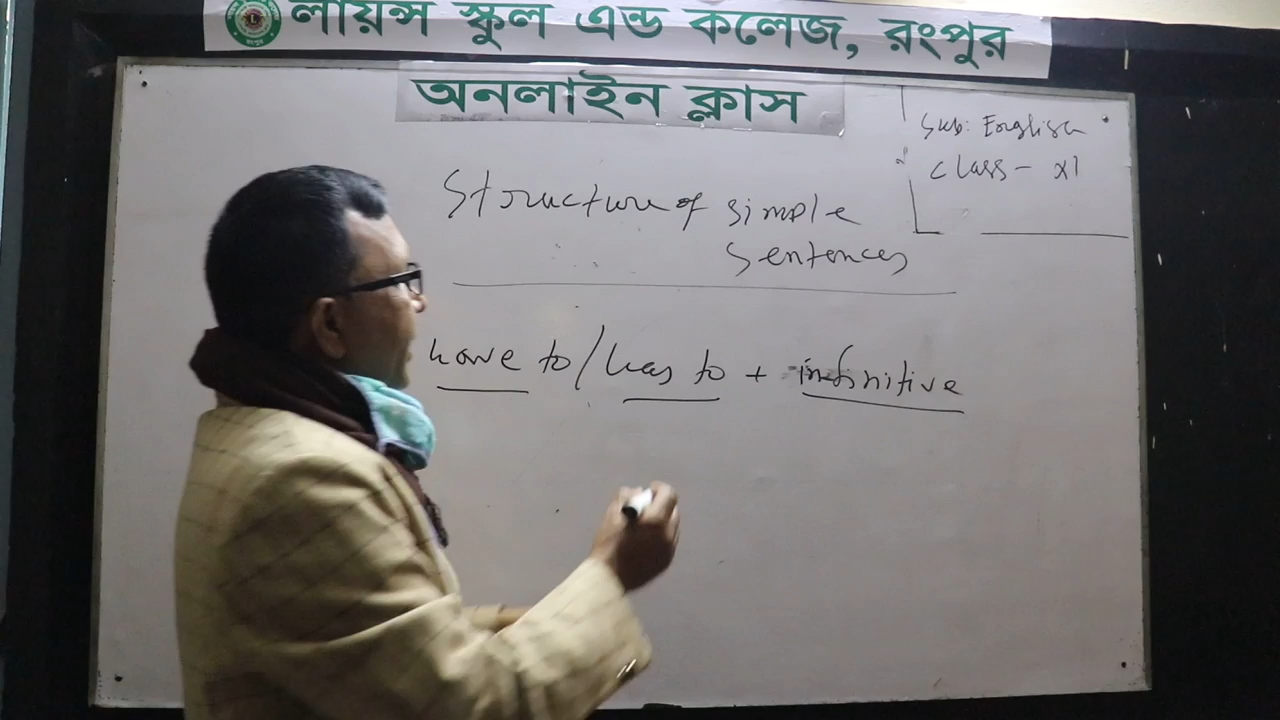 লায়ন্স স্কুল এন্ড কলেজ, রংপুর
অনলাইন ক্লাস
Sub: English
Class - XI
Structure of simple
sentences
have to / has to + infinitive